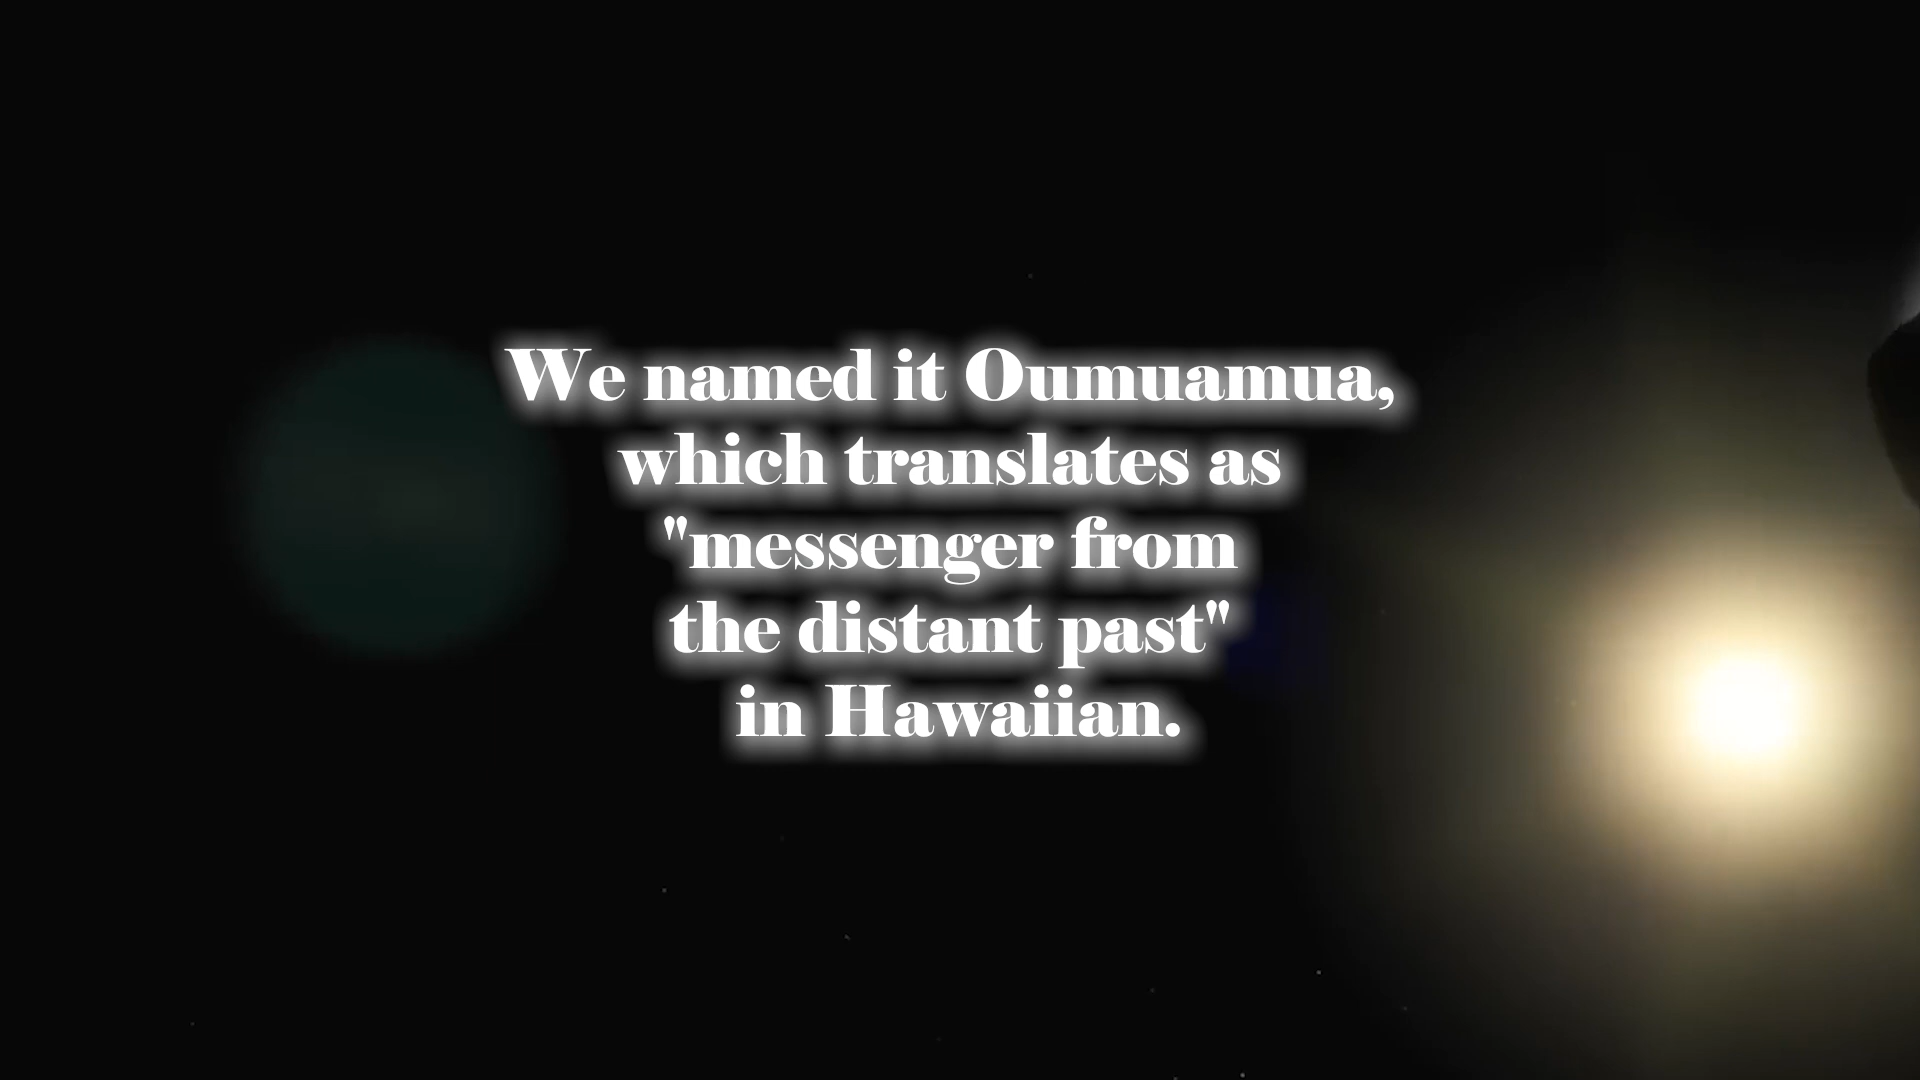 We named it Oumuamua,
which translates as
"messenger from
the distant past"
in Hawaiian.